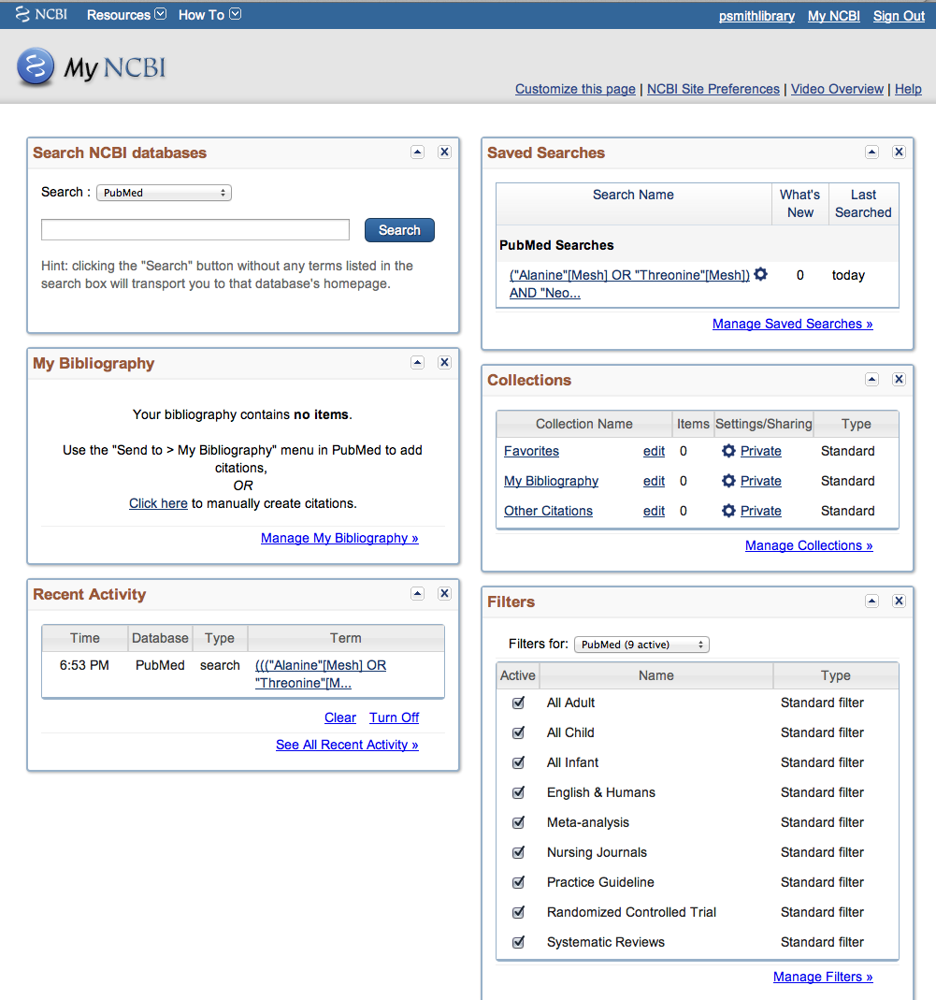 NCBI Resources How To psmithlibrary My NCBI Sign Out
My NCBI
Customize this page | NCBI Site Preferences | Video Overview | Help
Search NCBI databases
Search : PubMed
Search
Hint: clicking the "Search" button without any terms listed in the
search box will transport you to that database's homepage.
My Bibliography
Your bibliography contains no items.
Use the "Send to > My Bibliography" menu in PubMed to add
citations,
OR
Click here to manually create citations.
Manage My Bibliography »
Recent Activity
Time Database Type Term
6:53 PM PubMed search ((("Alanine"[Mesh] OR
"Threonine"[M...
Clear Turn Off
See All Recent Activity »
Saved Searches
Search Name What's New Last Searched
PubMed Searches
("Alanine"[Mesh] OR "Threonine"[Mesh]) 0 today
AND "Neo...
Manage Saved Searches »
Collections
Collection Name Items Settings/Sharing Type
Favorites edit 0 Private Standard
My Bibliography edit 0 Private Standard
Other Citations edit 0 Private Standard
Manage Collections »
Filters
Filters for: PubMed (9 active)
Active Name Type
All Adult Standard filter
All Child Standard filter
All Infant Standard filter
English & Humans Standard filter
Meta-analysis Standard filter
Nursing Journals Standard filter
Practice Guideline Standard filter
Randomized Controlled Trial Standard filter
Systematic Reviews Standard filter
Manage Filters »